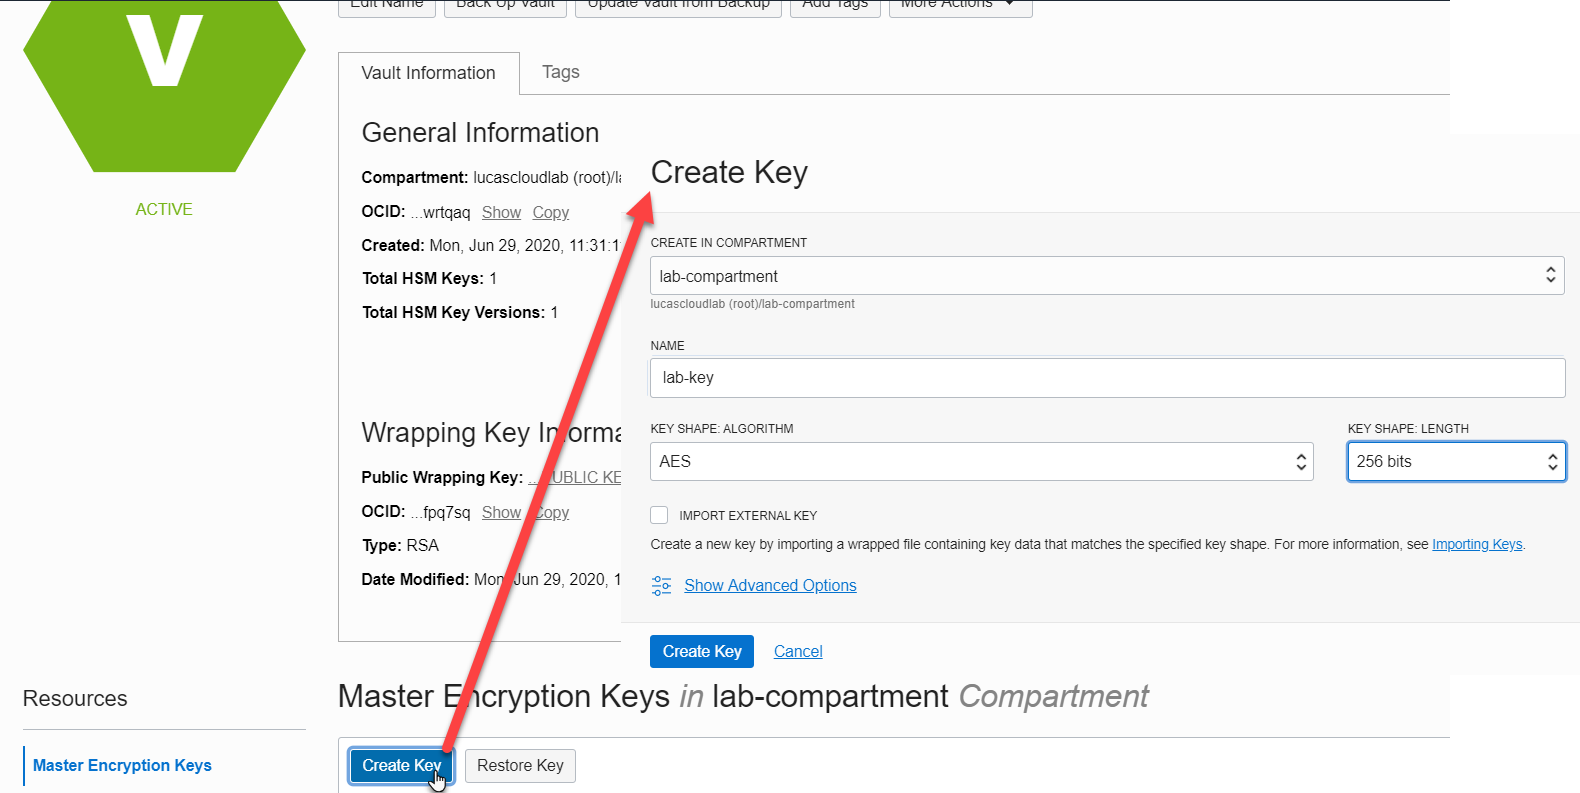 Edit Name Back Up Vault Update Vault from Backup Add Tags More Actions
V
ACTIVE
Vault Information Tags
General Information
Compartment: lucascloudlab (root)/l
OCID: ...wrtqaq Show Copy
Created: Mon, Jun 29, 2020, 11:31:1
Total HSM Keys: 1
Total HSM Key Versions: 1
Wrapping Key Informa
Public Wrapping Key: ...PUBLIC KE
OCID: ...fpq7sq Show Copy
Type: RSA
Date Modified: Mon, Jun 29, 2020, 1
Create Key
CREATE IN COMPARTMENT
lab-compartment
lucascloudlab (root)/lab-compartment
NAME
lab-key
KEY SHAPE: ALGORITHM KEY SHAPE: LENGTH
AES 256 bits
IMPORT EXTERNAL KEY
Create a new key by importing a wrapped file containing key data that matches the specified key shape. For more information, see Importing Keys.
Show Advanced Options
Create Key Cancel
Resources
Master Encryption Keys
Master Encryption Keys in lab-compartment Compartment
Create Key Restore Key